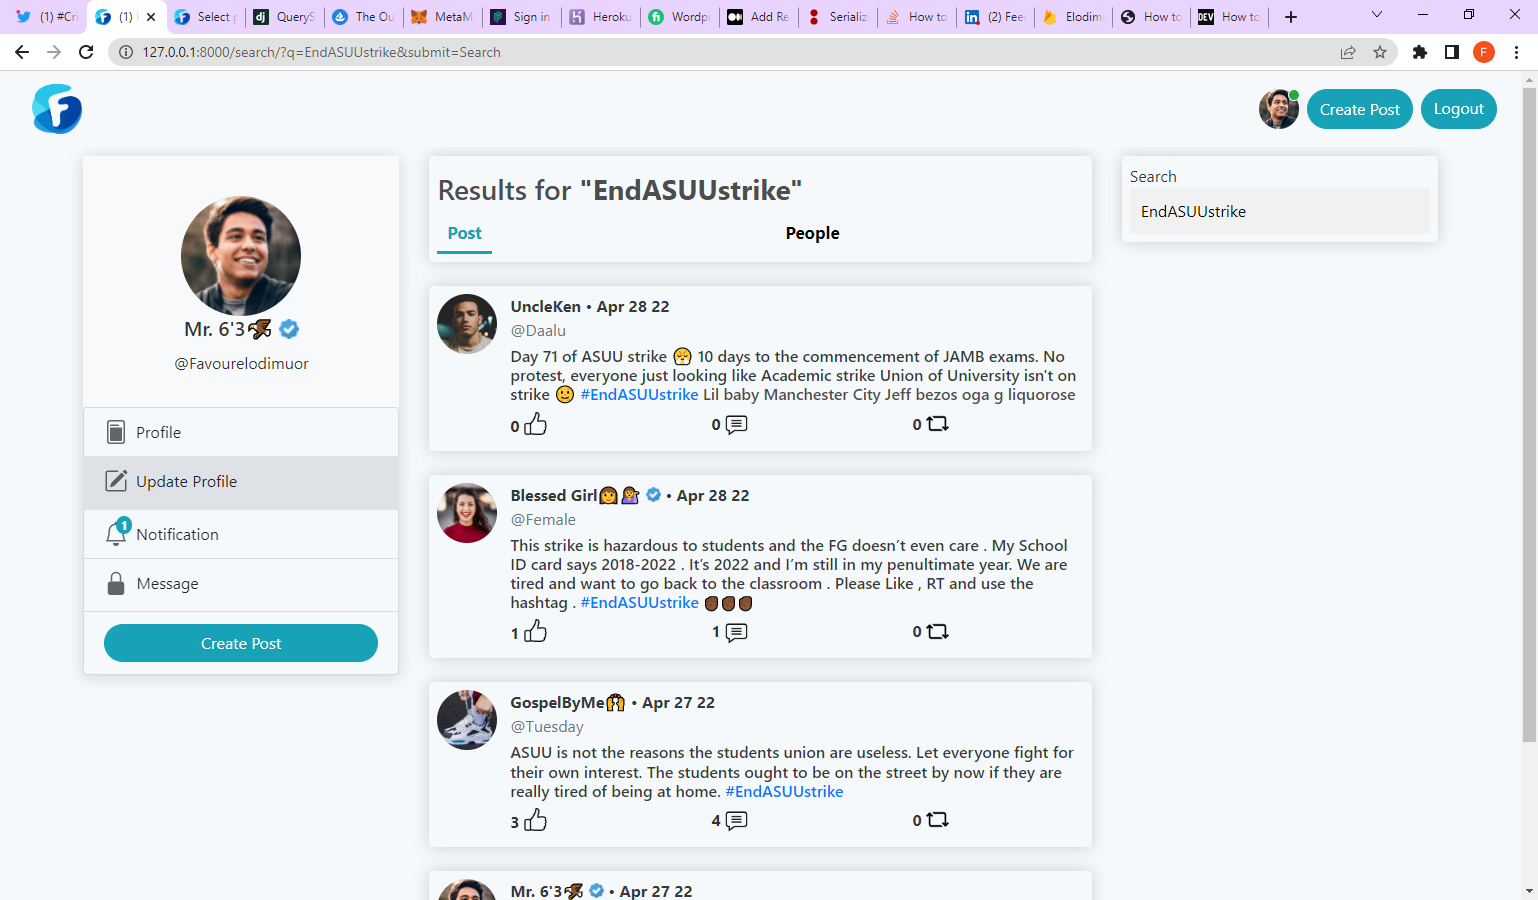 (1) #Cri
(1)
Select p
dj
QueryS
The Ou
MetaM
Sign in
Heroku
fi
Wordpr
Add Re
Serializ
How to
in
(2) Fee
Elodim
How to
DEV
How to
127.0.0.1:8000/search/?q=EndASUUstrike&submit=Search
F
F
Create Post
Logout
Mr. 6'3
@Favourelodimuor
Profile
Update Profile
1
Notification
Message
Create Post
Results for "EndASUUstrike"
Post
People
UncleKen • Apr 28 22
@Daalu
Day 71 of ASUU strike 😤 10 days to the commencement of JAMB exams. No
protest, everyone just looking like Academic strike Union of University isn't on
strike 🙂 #EndASUUstrike Lil baby Manchester City Jeff bezos oga g liquorose
0
0
0
Blessed Girl • Apr 28 22
@Female
This strike is hazardous to students and the FG doesn’t even care . My School
ID card says 2018-2022 . It’s 2022 and I’m still in my penultimate year. We are
tired and want to go back to the classroom . Please Like , RT and use the
hashtag . #EndASUUstrike ✊🏾✊🏾✊🏾
1
1
0
GospelByMe • Apr 27 22
@Tuesday
ASUU is not the reasons the students union are useless. Let everyone fight for
their own interest. The students ought to be on the street by now if they are
really tired of being at home. #EndASUUstrike
3
4
0
Mr. 6'3 • Apr 27 22
Search
EndASUUstrike